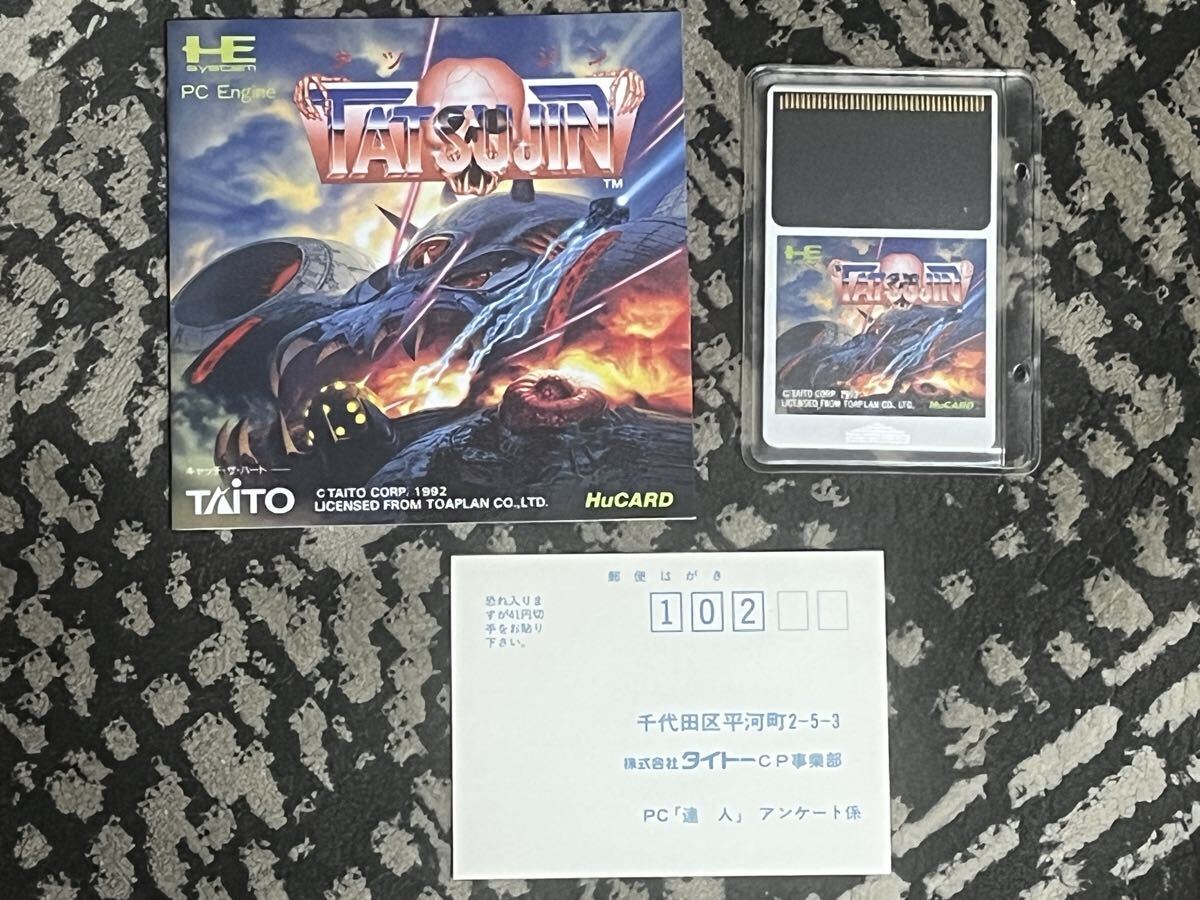 HE
system
PC Engine
タツジン
TATSUJIN
TM
キャッチ・ザ・ハート
TAITO
© TAITO CORP. 1992
LICENSED FROM TOAPLAN CO.,LTD.
HuCARD
HE
TATSUJIN
© TAITO CORP. 1992
LICENSED FROM TOAPLAN CO., LTD.
HuCARD
郵便はがき
恐れ入りま
すが41円切
手をお貼り
下さい。
102
千代田区平河町2-5-3
株式会社タイトーCP事業部
PC「達 人」 アンケート係